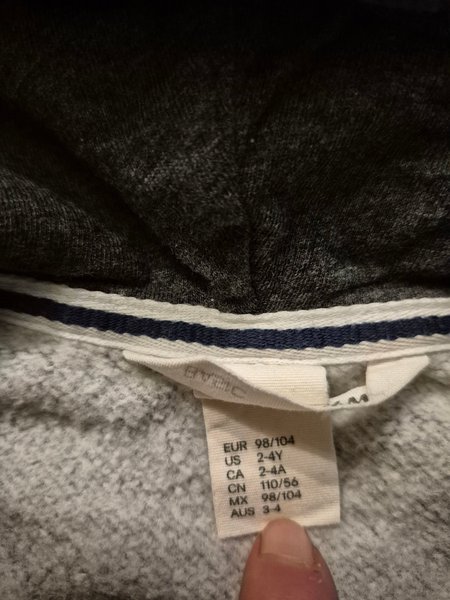 EUR 98/104
US 2-4Y
CA 2-4A
CN 110/56
MX 98/104
AUS 3-4